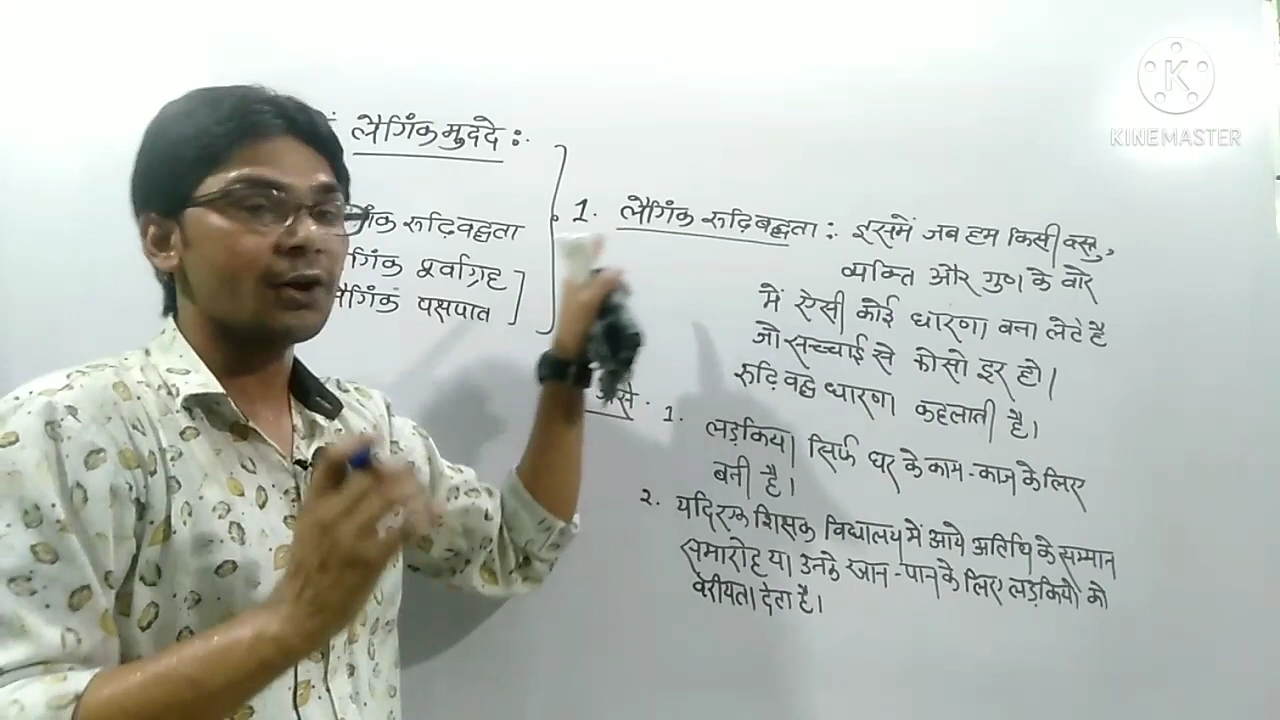 लैगिंक मुददे :-
रूढ़िवद्धता
गिंक पूर्वाग्रह
लैगिंक पक्षपात
1. लैगिंक रूढ़िबद्धता : इसमें जब हम किसी वस्तु,
व्यक्ति और गुण के वोरे
में ऐसी कोई धारणा बना लेते है
जो सच्चाई से कोसो दूर हो।
रूढ़ि वद्ध धारणा कहलाती है।
1. लड़किया सिर्फ घर के काम-काज के लिए
बनी है।
2. यदि एक शिक्षक विद्यालय में आये अतिथि के सम्मान
समारोह या उनके खान-पान के लिए लड़कियों को
वरीयता देता है।
KINEMASTER